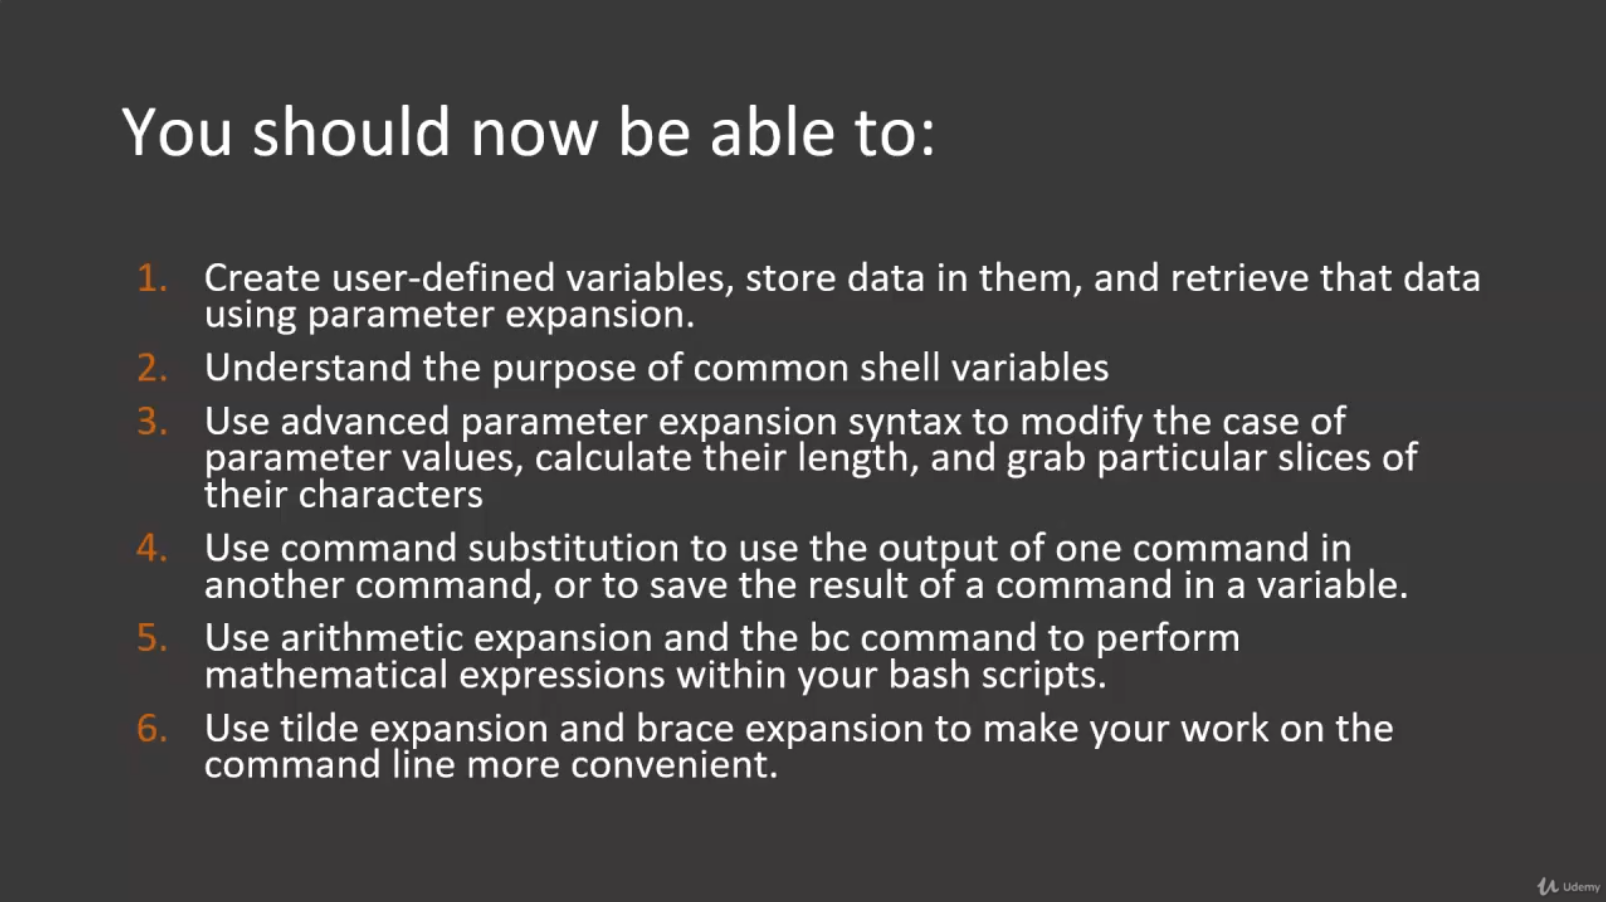 You should now be able to:
1. Create user-defined variables, store data in them, and retrieve that data
using parameter expansion.
2. Understand the purpose of common shell variables
3. Use advanced parameter expansion syntax to modify the case of
parameter values, calculate their length, and grab particular slices of
their characters
4. Use command substitution to use the output of one command in
another command, or to save the result of a command in a variable.
5. Use arithmetic expansion and the bc command to perform
mathematical expressions within your bash scripts.
6. Use tilde expansion and brace expansion to make your work on the
command line more convenient.
Udemy